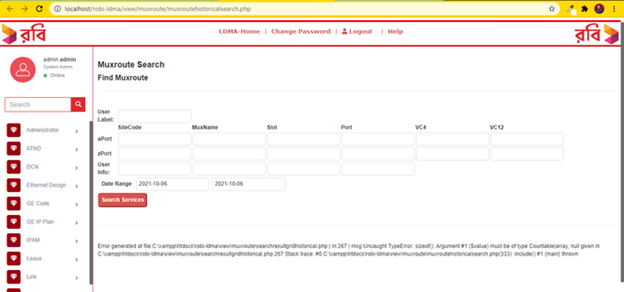 localhost/robi-ldma/view/muxroute/muxroutehistoricalsearch.php
রবি
LDMA-Home | Change Password | Logout | Help
রবি
admin admin
System Admin
Online
Search
Administrator
ATND
DCN
Ethernet Design
GE Code
GE IP Plan
IPAM
Lease
Link
Muxroute Search
Find Muxroute
User Label:
SiteCode MuxName Slot Port VC4 VC12
aPort
zPort
User Info:
Date Range 2021-10-06 2021-10-06
Search Services
Error generated at file C:\xampp\htdocs\robi-ldma\view\muxroute\searchresultgridhistorical.php | ln 267 | msg Uncaught TypeError: sizeof(): Argument #1 ($value) must be of type Countable|array, null given in
C:\xampp\htdocs\robi-ldma\view\muxroute\searchresultgridhistorical.php:267 Stack trace: #0 C:\xampp\htdocs\robi-ldma\view\muxroute\muxroutehistoricalsearch.php(333): include() #1 {main} thrown